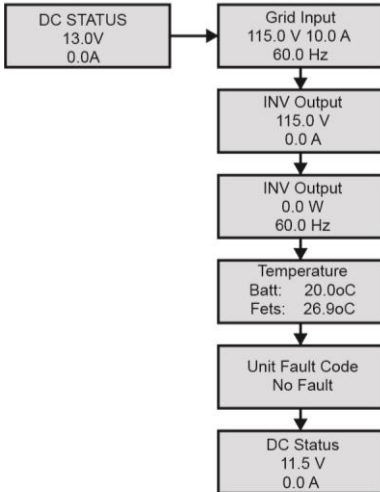 DC STATUS
13.0V
0.0A
Grid Input
115.0 V 10.0 A
60.0 Hz
INV Output
115.0 V
0.0 A
INV Output
0.0 W
60.0 Hz
Temperature
Batt: 20.0oC
Fets: 26.9oC
Unit Fault Code
No Fault
DC Status
11.5 V
0.0 A